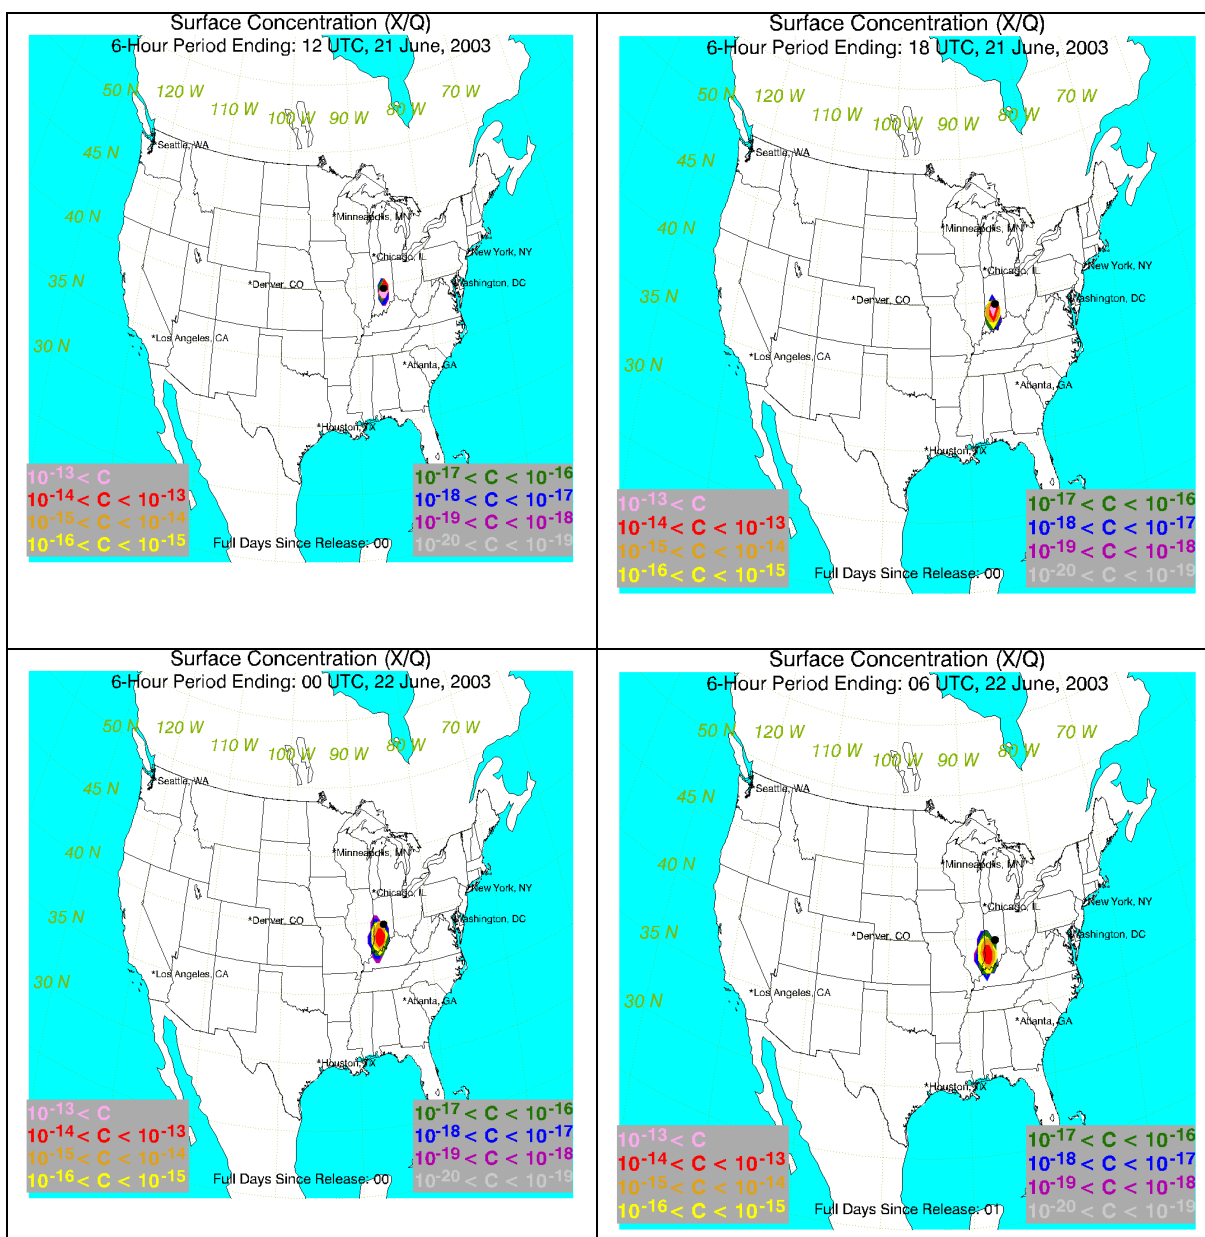 Surface Concentration (X/Q)
6-Hour Period Ending: 12 UTC, 21 June, 2003
50 N 120 W 110 W 100 W 90 W 80 W 70 W
45 N
40 N
35 N
30 N
*Seattle, WA
*Minneapolis, MN
*Chicago, IL
*New York, NY
*Denver, CO
*Washington, DC
*Los Angeles, CA
*Atlanta, GA
*Houston, TX
10-13 < C
10-14 < C < 10-13
10-15 < C < 10-14
10-16 < C < 10-15
Full Days Since Release: 00
10-17 < C < 10-16
10-18 < C < 10-17
10-19 < C < 10-18
10-20 < C < 10-19
Surface Concentration (X/Q)
6-Hour Period Ending: 18 UTC, 21 June, 2003
50 N 120 W 110 W 100 W 90 W 80 W 70 W
45 N
40 N
35 N
30 N
*Seattle, WA
*Minneapolis, MN
*Chicago, IL
*New York, NY
*Denver, CO
*Washington, DC
*Los Angeles, CA
*Atlanta, GA
*Houston, TX
10-13 < C
10-14 < C < 10-13
10-15 < C < 10-14
10-16 < C < 10-15
Full Days Since Release: 00
10-17 < C < 10-16
10-18 < C < 10-17
10-19 < C < 10-18
10-20 < C < 10-19
Surface Concentration (X/Q)
6-Hour Period Ending: 00 UTC, 22 June, 2003
50 N 120 W 110 W 100 W 90 W 80 W 70 W
45 N
40 N
35 N
30 N
*Seattle, WA
*Minneapolis, MN
*Chicago, IL
*New York, NY
*Denver, CO
*Washington, DC
*Los Angeles, CA
*Atlanta, GA
*Houston, TX
10-13 < C
10-14 < C < 10-13
10-15 < C < 10-14
10-16 < C < 10-15
Full Days Since Release: 00
10-17 < C < 10-16
10-18 < C < 10-17
10-19 < C < 10-18
10-20 < C < 10-19
Surface Concentration (X/Q)
6-Hour Period Ending: 06 UTC, 22 June, 2003
50 N 120 W 110 W 100 W 90 W 80 W 70 W
45 N
40 N
35 N
30 N
*Seattle, WA
*Minneapolis, MN
*Chicago, IL
*New York, NY
*Denver, CO
*Washington, DC
*Los Angeles, CA
*Atlanta, GA
*Houston, TX
10-13 < C
10-14 < C < 10-13
10-15 < C < 10-14
10-16 < C < 10-15
Full Days Since Release: 01
10-17 < C < 10-16
10-18 < C < 10-17
10-19 < C < 10-18
10-20 < C < 10-19